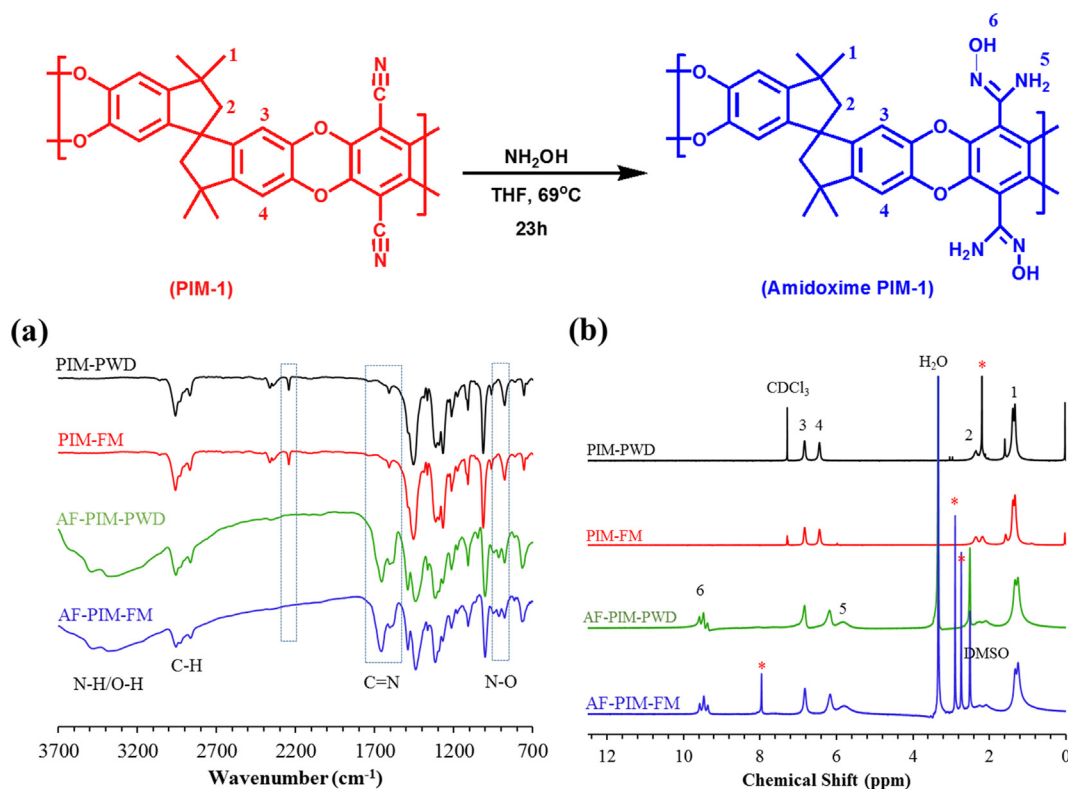 1
2
3
4
O
O
O
O
CN
CN
(PIM-1)
NH₂OH
THF, 69°C
23h
1
2
3
4
5
6
O
O
O
O
OH
N
NH₂
H₂N
N
OH
(Amidoxime PIM-1)
(a)
PIM-PWD
PIM-FM
AF-PIM-PWD
AF-PIM-FM
N-H/O-H
C-H
C=N
N-O
3700 2700 2200 1700 1200 700
Wavenumber (cm⁻¹)
(b)
H₂O
CDCl₃
*
1
3 4
2
PIM-PWD
*
PIM-FM
*
6
5
AF-PIM-PWD
DMSO
*
AF-PIM-FM
12 10 8 6 4 2 0
Chemical Shift (ppm)